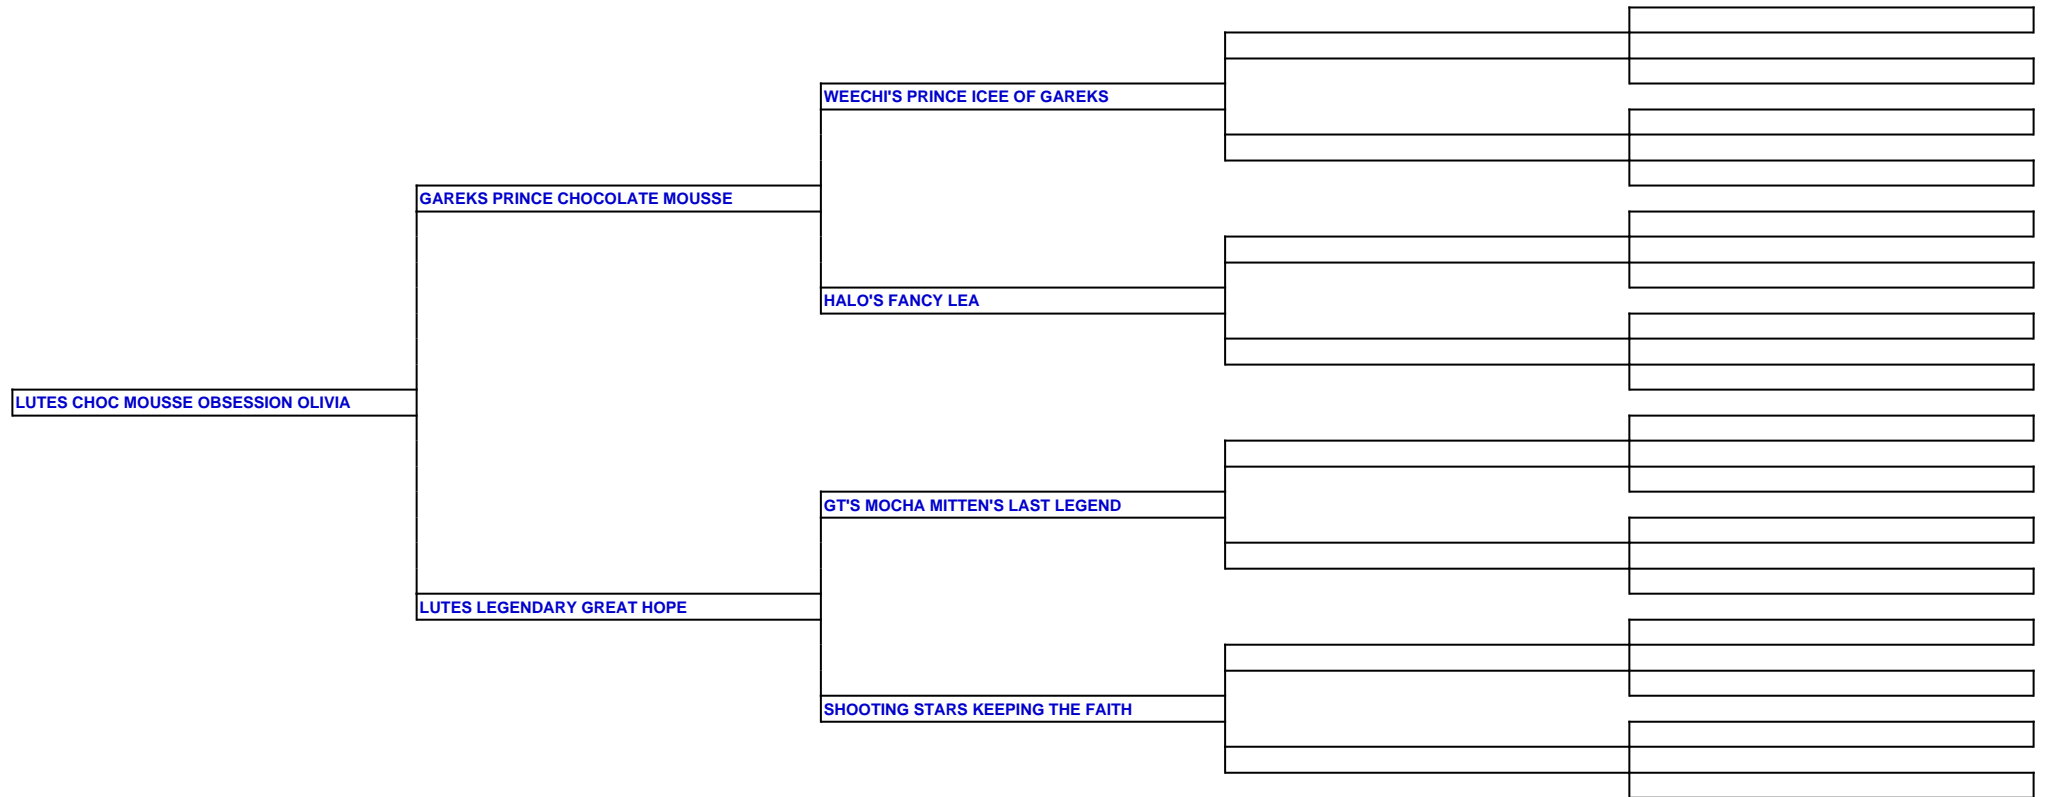 WEECHI'S PRINCE ICEE OF GAREKS
GAREKS PRINCE CHOCOLATE MOUSSE
HALO'S FANCY LEA
LUTES CHOC MOUSSE OBSESSION OLIVIA
GT'S MOCHA MITTEN'S LAST LEGEND
LUTES LEGENDARY GREAT HOPE
SHOOTING STARS KEEPING THE FAITH